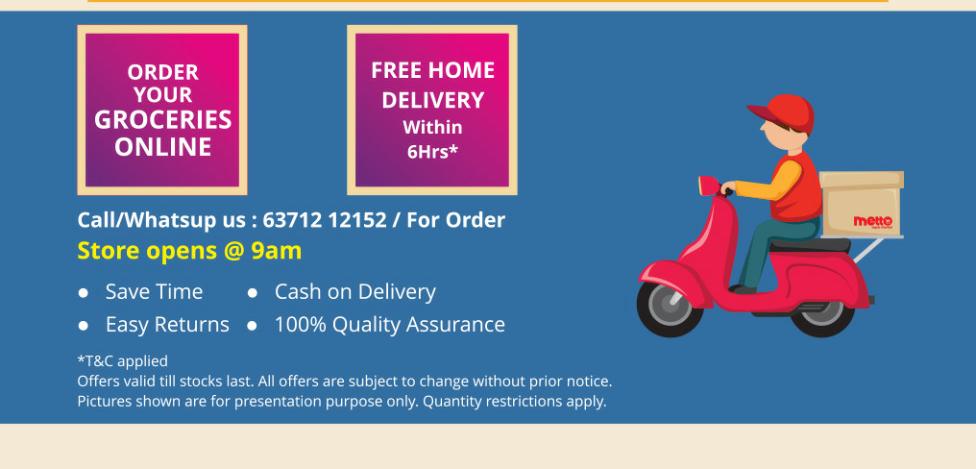 ORDER
YOUR
GROCERIES
ONLINE
FREE HOME
DELIVERY
Within
6Hrs*
Call/Whatsup us : 63712 12152 / For Order
Store opens @ 9am
● Save Time ● Cash on Delivery
● Easy Returns ● 100% Quality Assurance
*T&C applied
Offers valid till stocks last. All offers are subject to change without prior notice.
Pictures shown are for presentation purpose only. Quantity restrictions apply.
metto